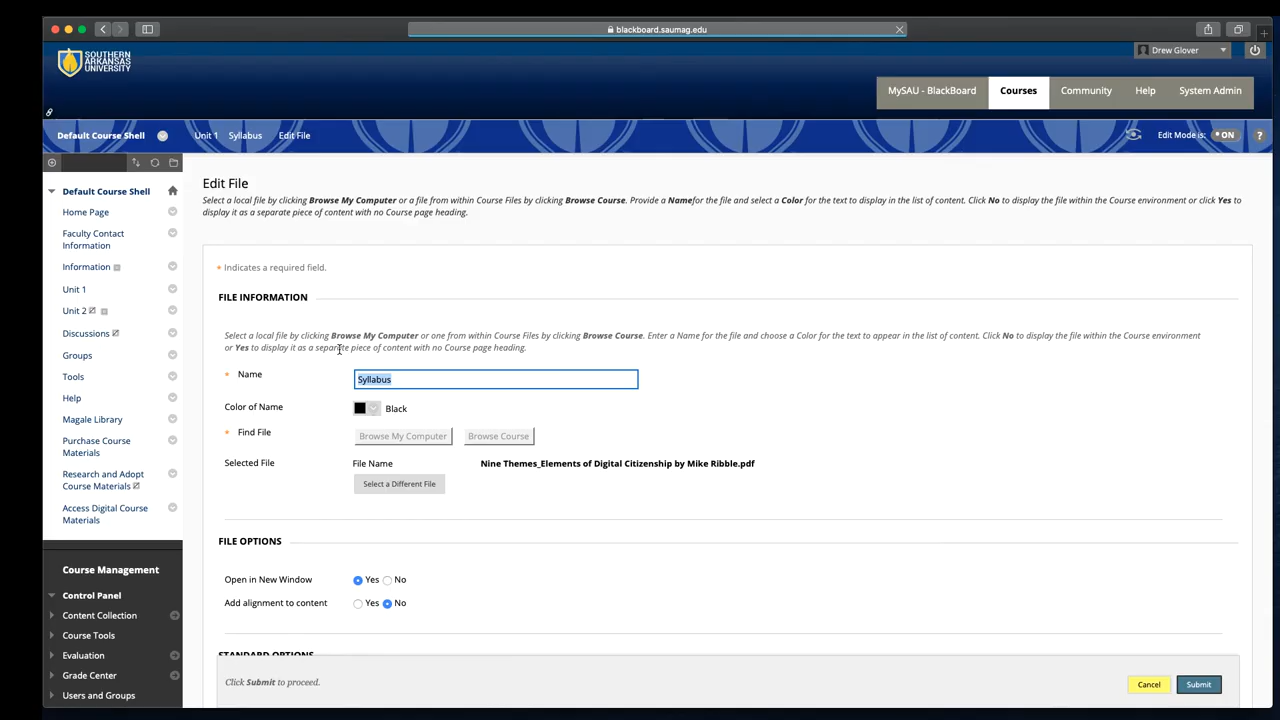 blackboard.saumag.edu
SOUTHERN
ARKANSAS
UNIVERSITY
Drew Glover
MySAU - BlackBoard
Courses
Community
Help
System Admin
Default Course Shell
Unit 1
Syllabus
Edit File
Edit Mode is:
ON
?
Default Course Shell
Home Page
Faculty Contact
Information
Information
Unit 1
Unit 2
Discussions
Groups
Tools
Help
Magale Library
Purchase Course
Materials
Research and Adopt
Course Materials
Access Digital Course
Materials
Course Management
Control Panel
Content Collection
Course Tools
Evaluation
Grade Center
Users and Groups
Edit File
Select a local file by clicking Browse My Computer or a file from within Course Files by clicking Browse Course. Provide a Namefor the file and select a Color for the text to display in the list of content. Click No to display the file within the Course environment or click Yes to
display it as a separate piece of content with no Course page heading.
* Indicates a required field.
FILE INFORMATION
Select a local file by clicking Browse My Computer or one from within Course Files by clicking Browse Course. Enter a Name for the file and choose a Color for the text to appear in the list of content. Click No to display the file within the Course environment
or Yes to display it as a separate piece of content with no Course page heading.
* Name
Syllabus
Color of Name
Black
* Find File
Browse My Computer
Browse Course
Selected File
File Name
Nine Themes_Elements of Digital Citizenship by Mike Ribble.pdf
Select a Different File
FILE OPTIONS
Open in New Window
Yes No
Add alignment to content
Yes No
STANDARD OPTIONS
Click Submit to proceed.
Cancel
Submit